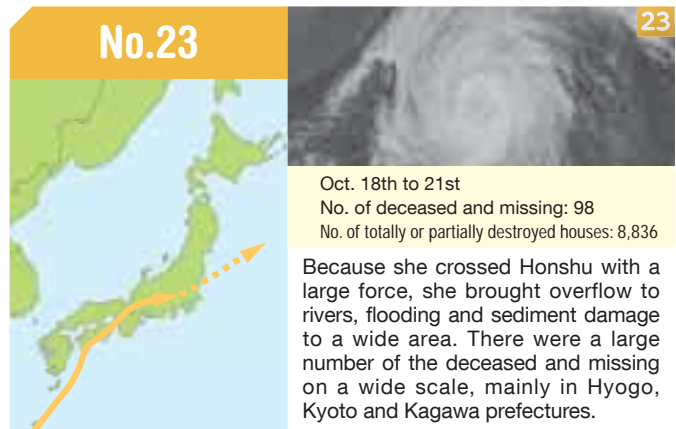 No.23
23
Oct. 18th to 21st
No. of deceased and missing: 98
No. of totally or partially destroyed houses: 8,836
Because she crossed Honshu with a
large force, she brought overflow to
rivers, flooding and sediment damage
to a wide area. There were a large
number of the deceased and missing
on a wide scale, mainly in Hyogo,
Kyoto and Kagawa prefectures.